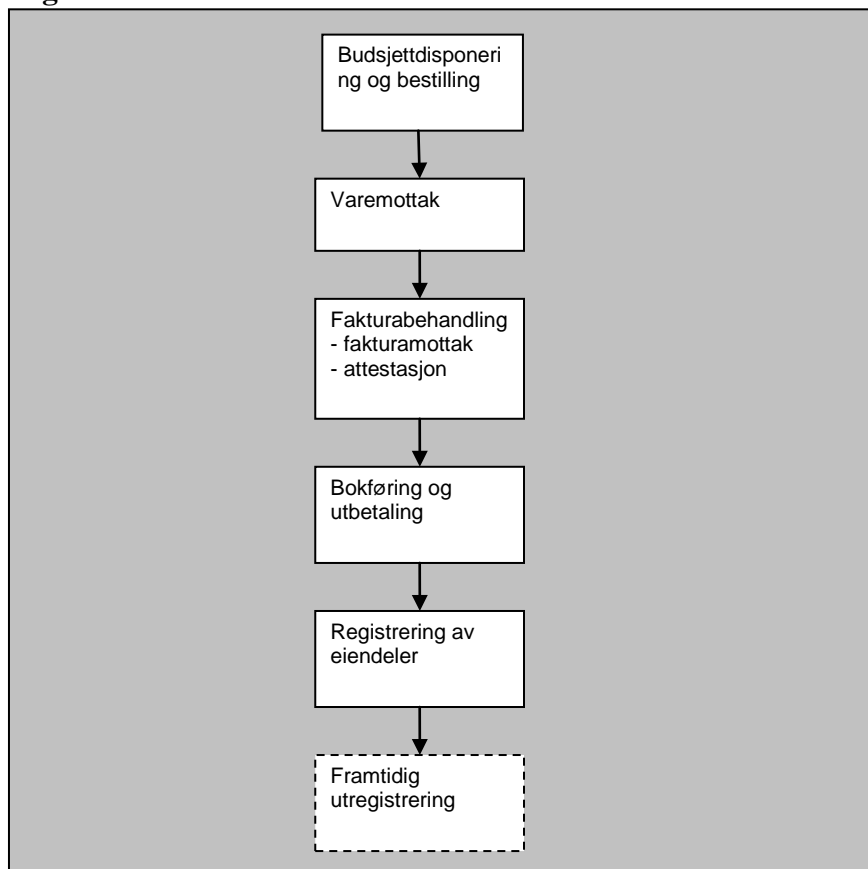 Budsjettdisponeri
ng og bestilling
Varemottak
Fakturabehandling
- fakturamottak
- attestasjon
Bokføring og
utbetaling
Registrering av
eiendeler
Framtidig
utregistrering